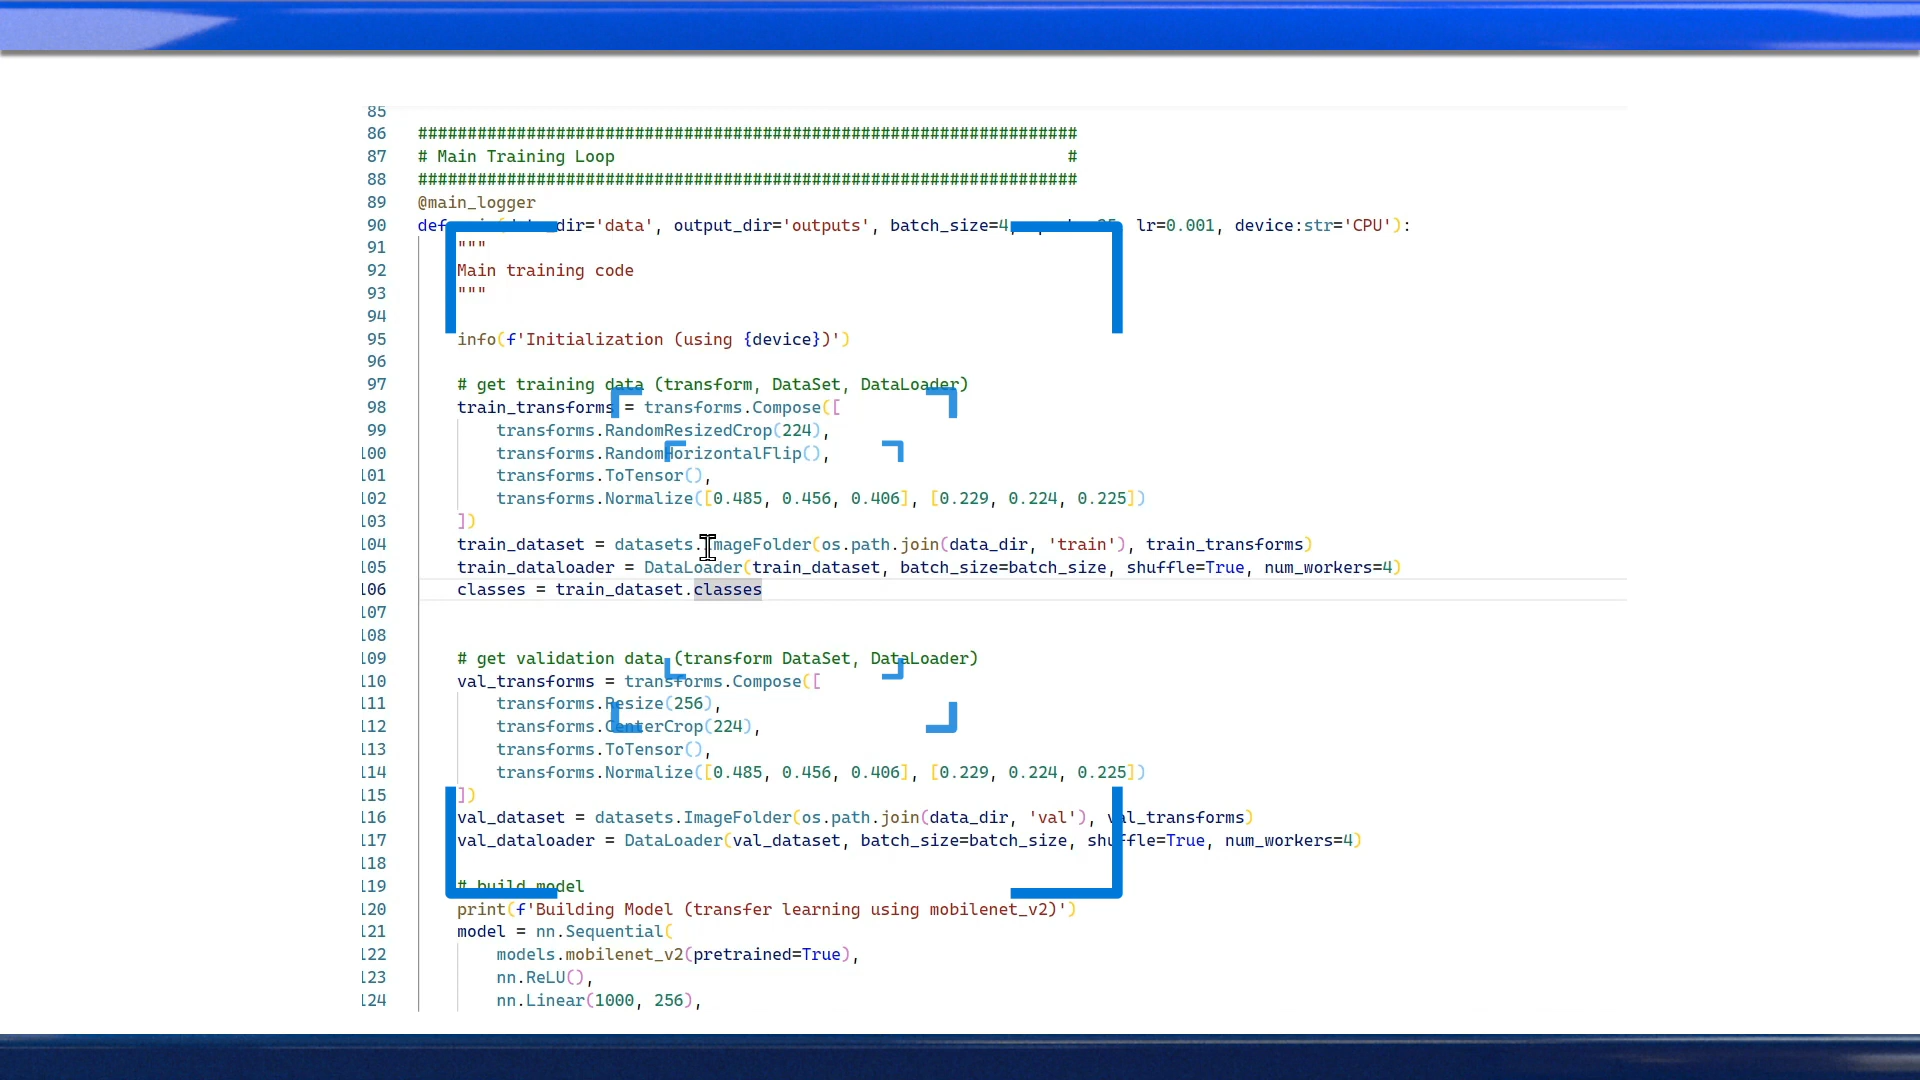 85
86 ###################################################################
87 # Main Training Loop #
88 ###################################################################
89 @main_logger
90 def dir='data', output_dir='outputs', batch_size=4, lr=0.001, device:str='CPU'):
91 """
92 Main training code
93 """
94
95 info(f'Initialization (using {device})')
96
97 # get training data (transform, DataSet, DataLoader)
98 train_transforms = transforms.Compose([
99 transforms.RandomResizedCrop(224),
100 transforms.RandomHorizontalFlip(),
101 transforms.ToTensor(),
102 transforms.Normalize([0.485, 0.456, 0.406], [0.229, 0.224, 0.225])
103 ])
104 train_dataset = datasets.ImageFolder(os.path.join(data_dir, 'train'), train_transforms)
105 train_dataloader = DataLoader(train_dataset, batch_size=batch_size, shuffle=True, num_workers=4)
106 classes = train_dataset.classes
107
108
109 # get validation data (transform DataSet, DataLoader)
110 val_transforms = transforms.Compose([
111 transforms.Resize(256),
112 transforms.CenterCrop(224),
113 transforms.ToTensor(),
114 transforms.Normalize([0.485, 0.456, 0.406], [0.229, 0.224, 0.225])
115 ])
116 val_dataset = datasets.ImageFolder(os.path.join(data_dir, 'val'), val_transforms)
117 val_dataloader = DataLoader(val_dataset, batch_size=batch_size, shuffle=True, num_workers=4)
118
119 # build model
120 print(f'Building Model (transfer learning using mobilenet_v2)')
121 model = nn.Sequential(
122 models.mobilenet_v2(pretrained=True),
123 nn.ReLU(),
124 nn.Linear(1000, 256),